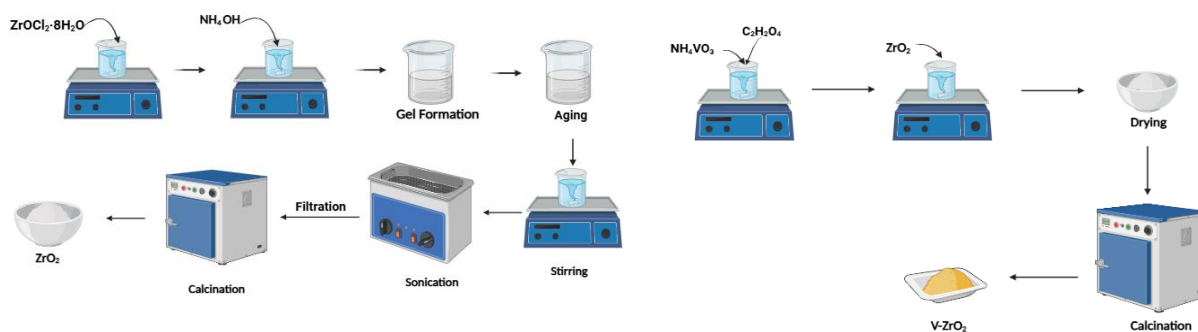 ZrOCl₂·8H₂O
NH₄OH
Gel Formation
Aging
Stirring
Sonication
Filtration
Calcination
ZrO₂
NH₄VO₃
C₂H₂O₄
ZrO₂
Drying
Calcination
V-ZrO₂